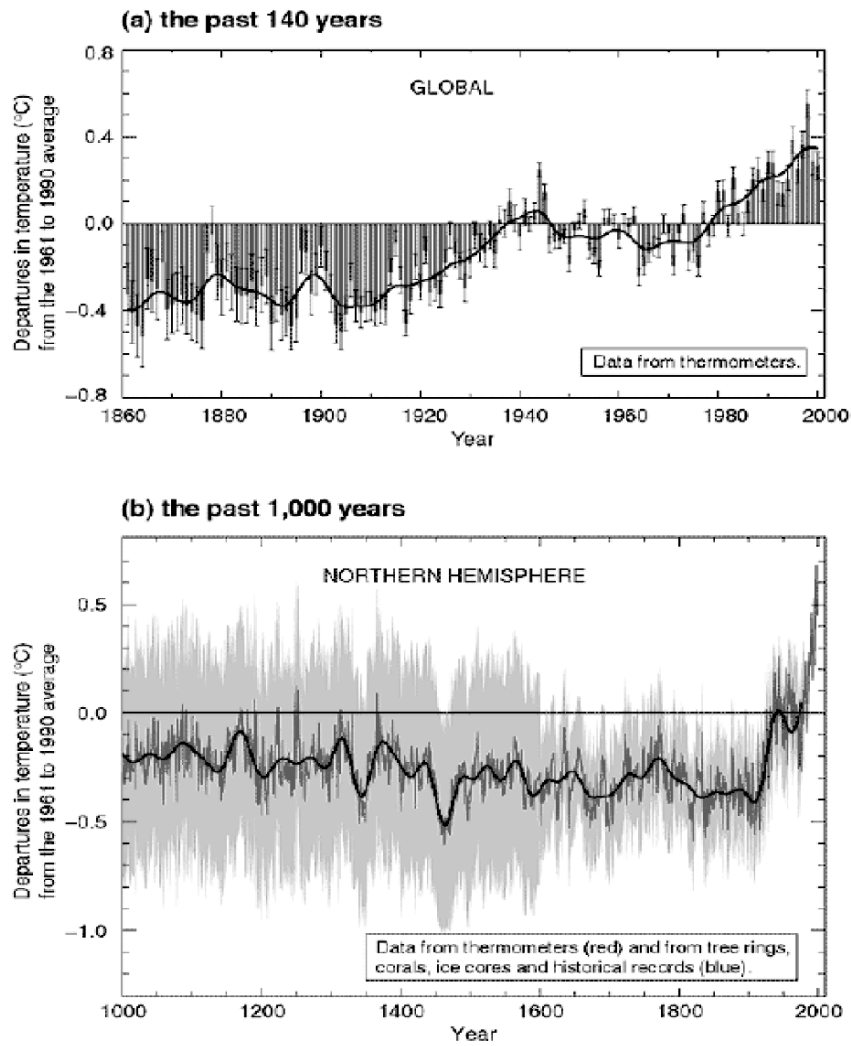 (a) the past 140 years
GLOBAL
Departures in temperature (°C)
from the 1961 to 1990 average
0.8
0.4
0.0
−0.4
−0.8
Data from thermometers.
1860 1880 1900 1920 1940 1960 1980 2000
Year
(b) the past 1,000 years
NORTHERN HEMISPHERE
Departures in temperature (°C)
from the 1961 to 1990 average
0.5
0.0
−0.5
−1.0
Data from thermometers (red) and from tree rings,
corals, ice cores and historical records (blue).
1000 1200 1400 1600 1800 2000
Year